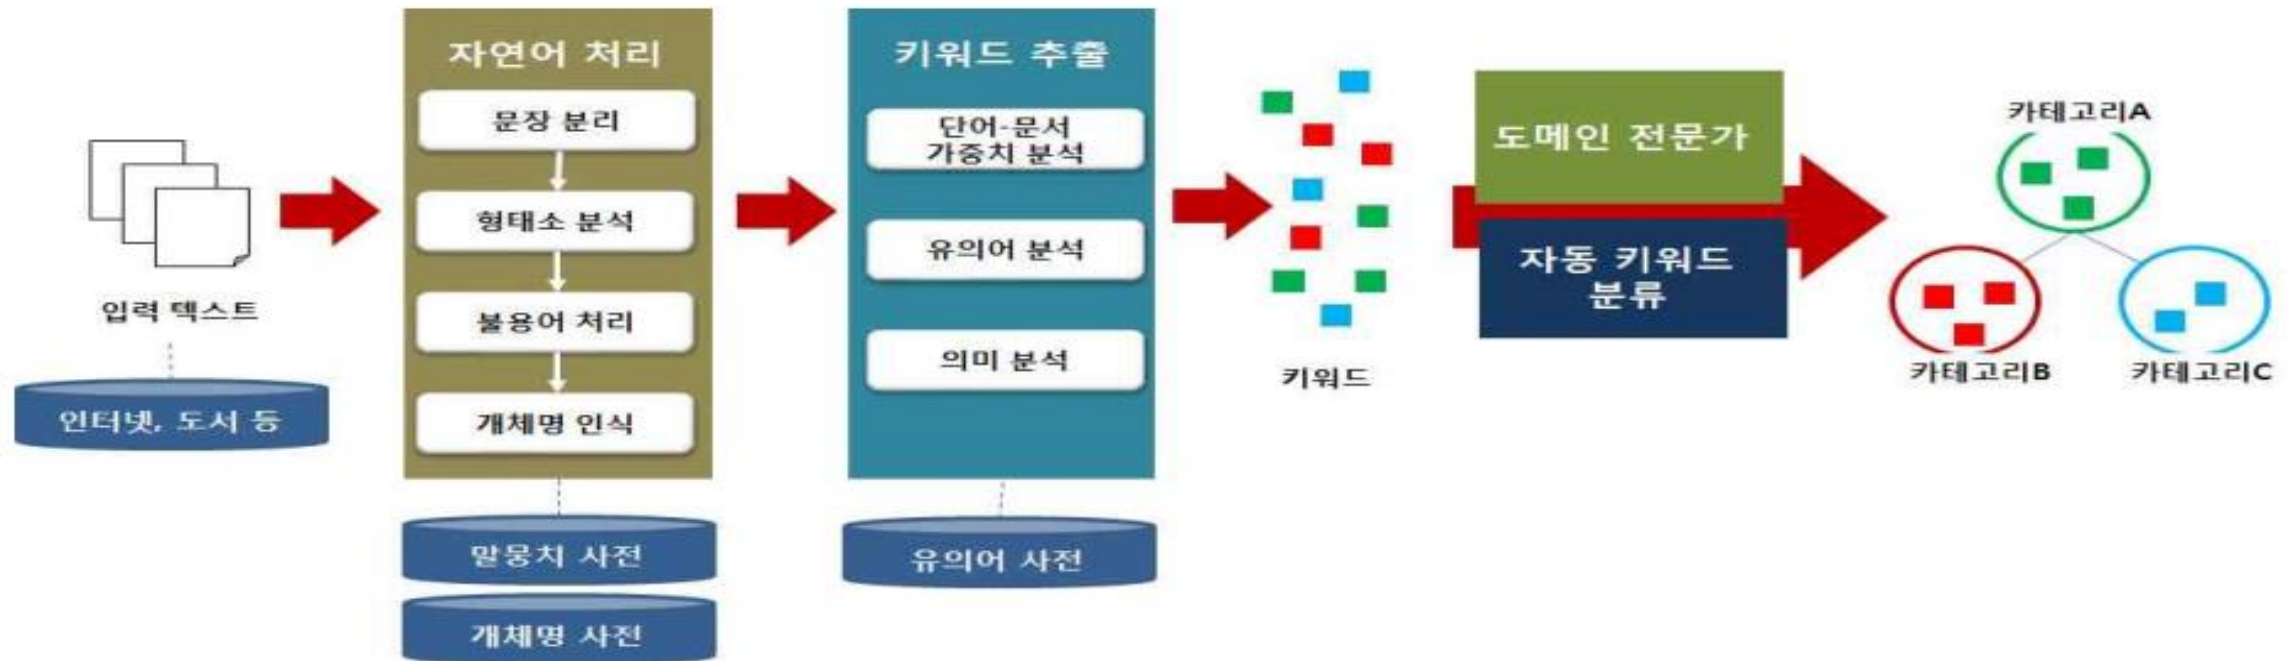 입력 텍스트
인터넷, 도서 등
자연어 처리
문장 분리
형태소 분석
불용어 처리
개체명 인식
말뭉치 사전
개체명 사전
키워드 추출
단어-문서
가중치 분석
유의어 분석
의미 분석
유의어 사전
키워드
도메인 전문가
자동 키워드
분류
카테고리A
카테고리B
카테고리C